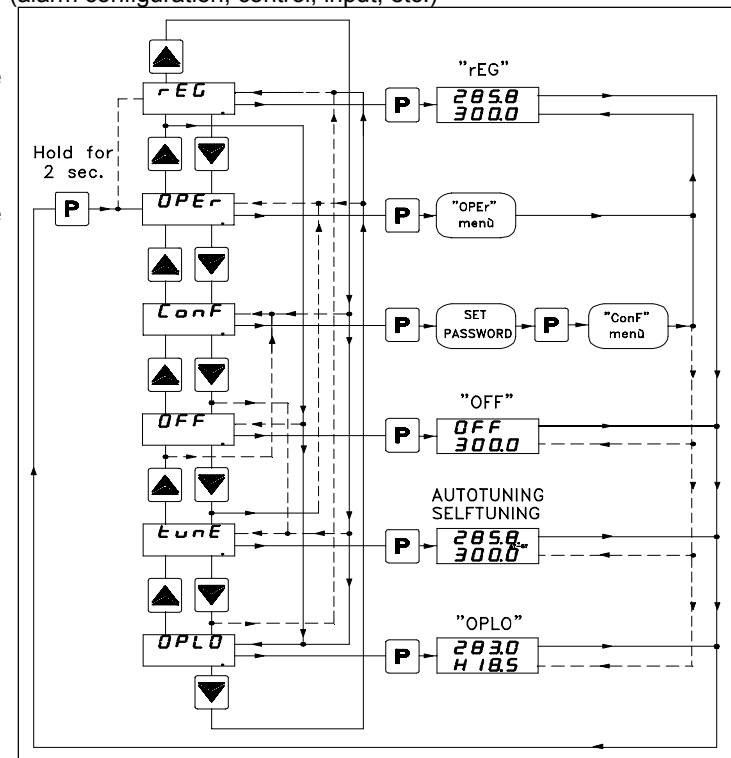 (alarm configuration, control, input, etc.)
"rEG"
rEG
P
285.8
300.0
Hold for
2 sec.
P
OPEr
P
"OPEr"
menù
ConF
P
SET
PASSWORD
P
"ConF"
menù
"OFF"
OFF
P
OFF
300.0
AUTOTUNING
SELFTUNING
tunE
P
285.8
300.0
"OPLO"
OPLO
P
283.0
H 18.5